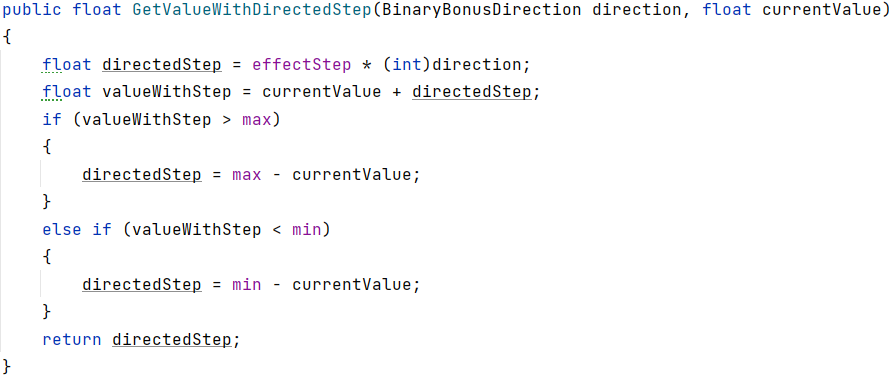 public float GetValueWithDirectedStep(BinaryBonusDirection direction, float currentValue)
{
    float directedStep = effectStep * (int)direction;
    float valueWithStep = currentValue + directedStep;
    if (valueWithStep > max)
    {
        directedStep = max - currentValue;
    }
    else if (valueWithStep < min)
    {
        directedStep = min - currentValue;
    }
    return directedStep;
}